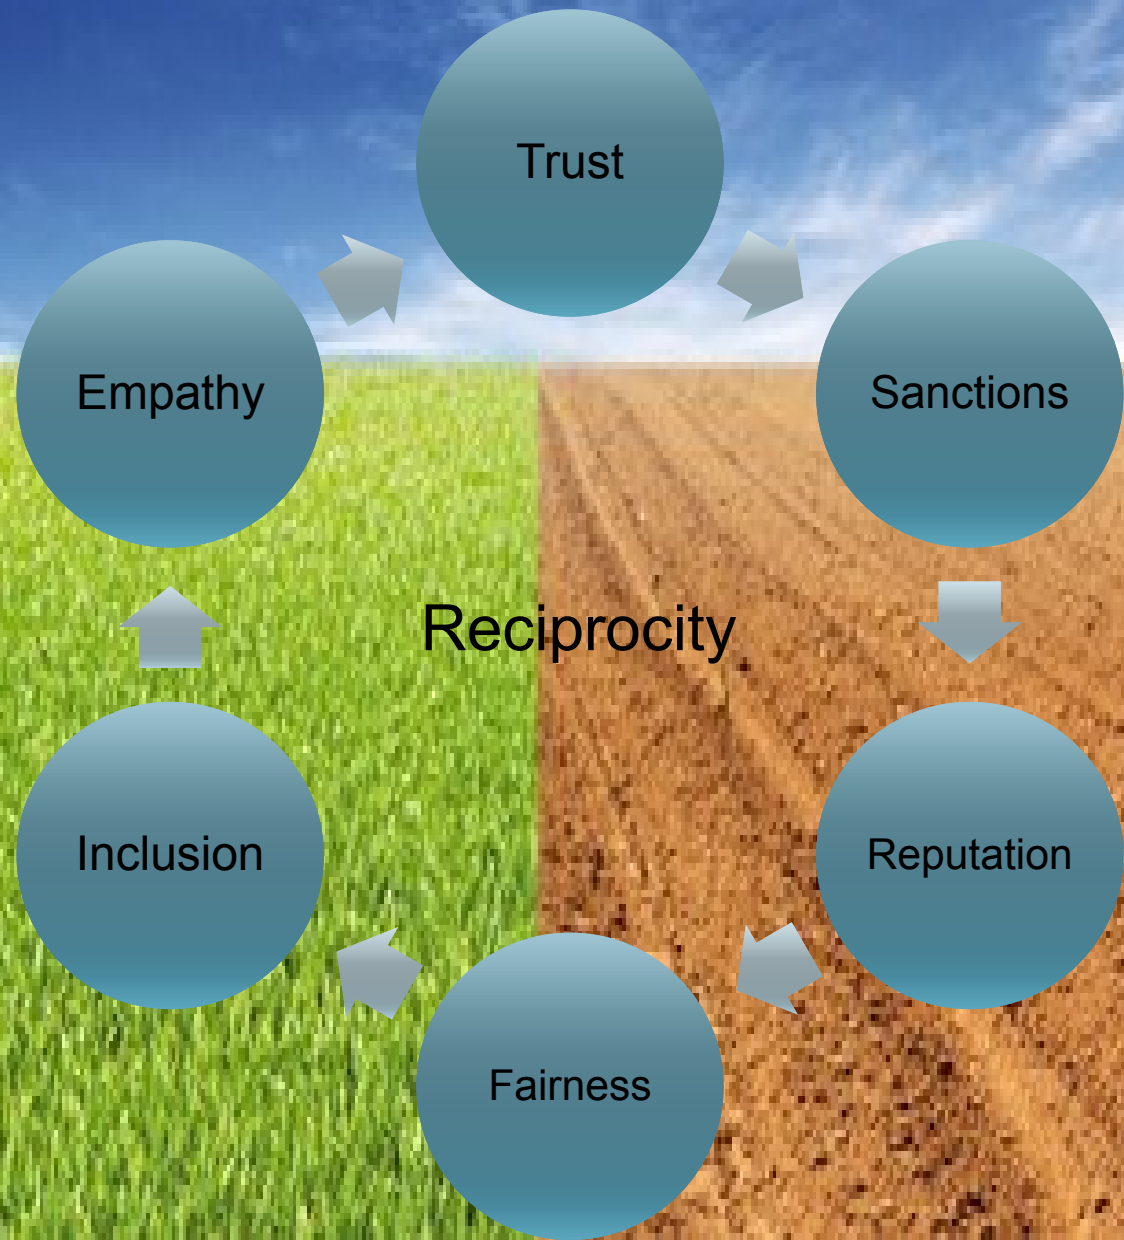 Trust
Empathy
Sanctions
Reciprocity
Inclusion
Reputation
Fairness